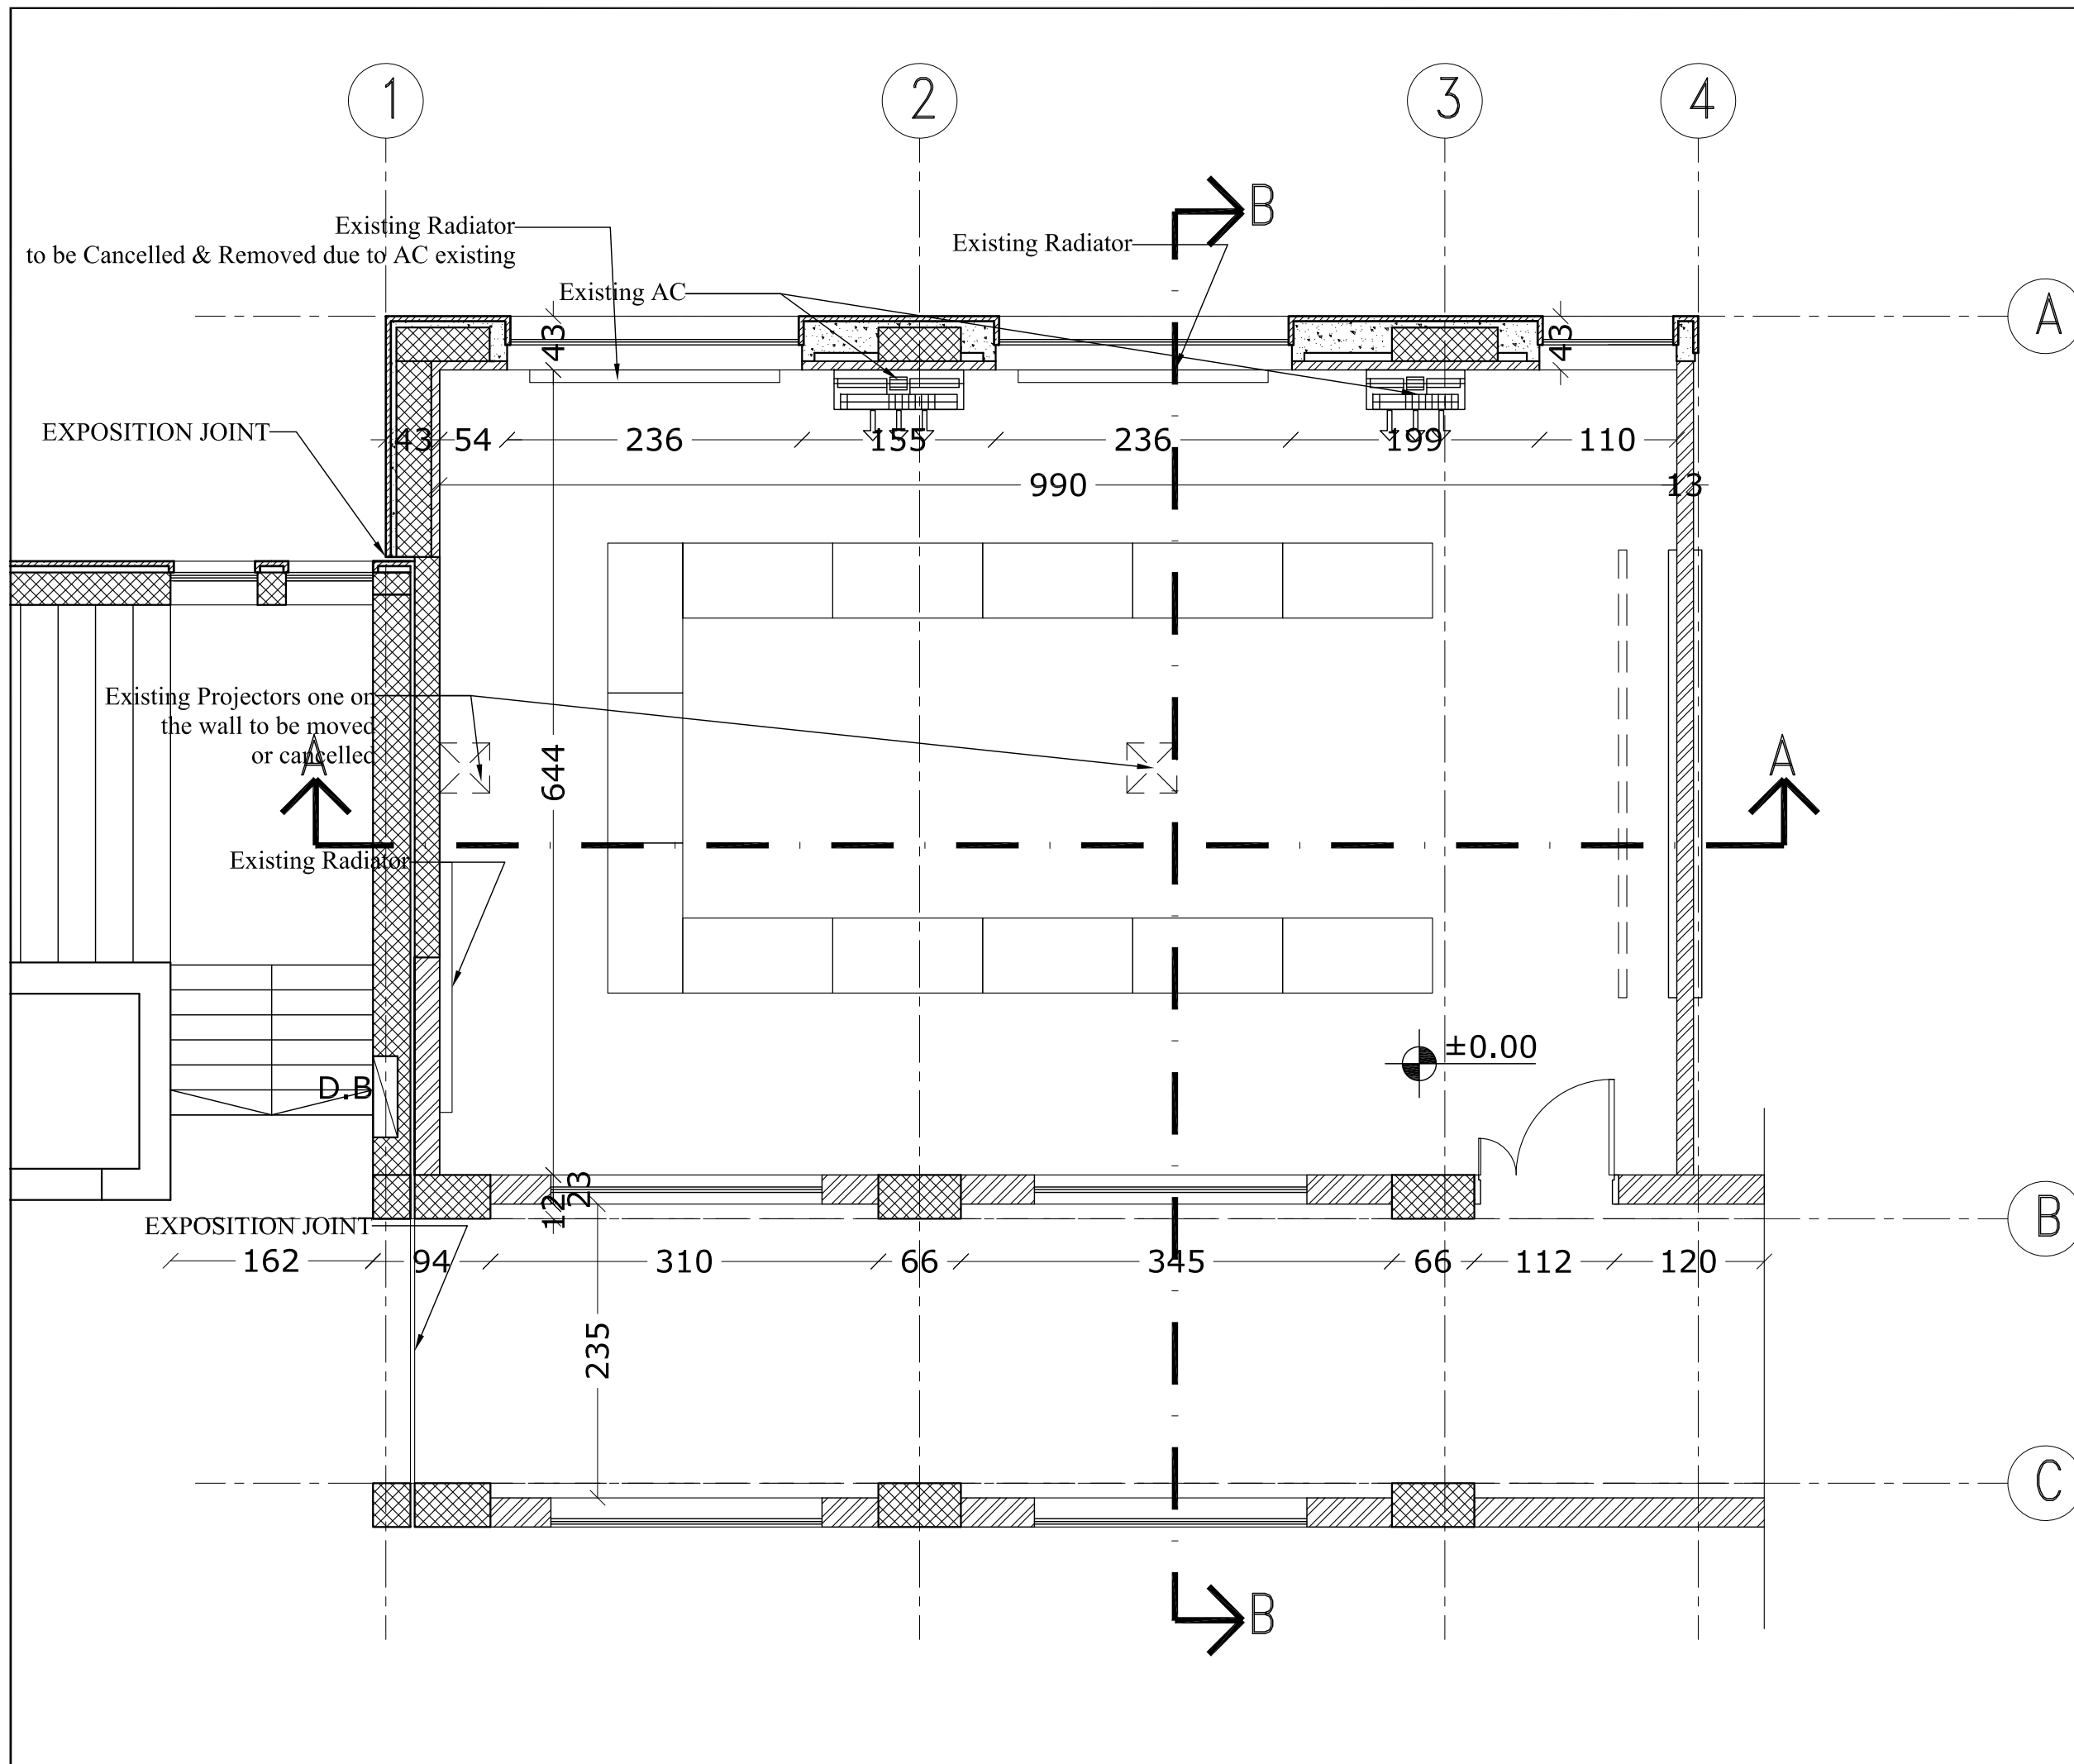 1
2
3
4
B
Existing Radiator
to be Cancelled & Removed due to AC existing
Existing Radiator
Existing AC
A
43
43
EXPOSITION JOINT
43
54
236
155
236
199
110
990
13
Existing Projectors one on
the wall to be moved
or cancelled
A
644
A
Existing Radiator
±0.00
D.B
12
23
B
EXPOSITION JOINT
162
94
310
66
345
66
112
120
235
C
B